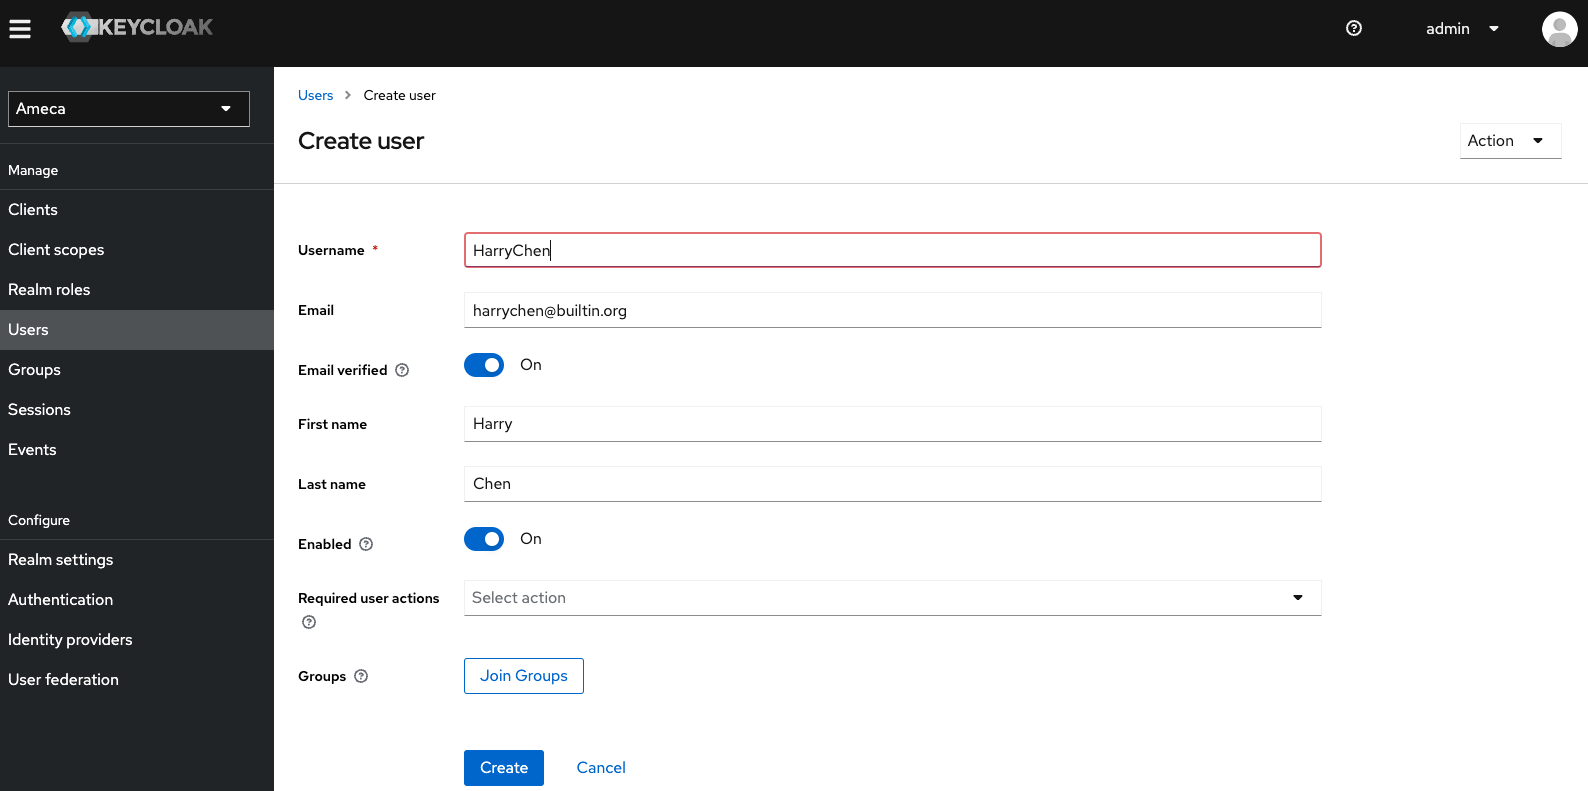 KEYCLOAK
admin
Ameca
Manage
Clients
Client scopes
Realm roles
Users
Groups
Sessions
Events
Configure
Realm settings
Authentication
Identity providers
User federation
Users > Create user
Create user
Action
Username *
HarryChen
Email
harrychen@builtin.org
Email verified
On
First name
Harry
Last name
Chen
Enabled
On
Required user actions
Select action
Groups
Join Groups
Create
Cancel